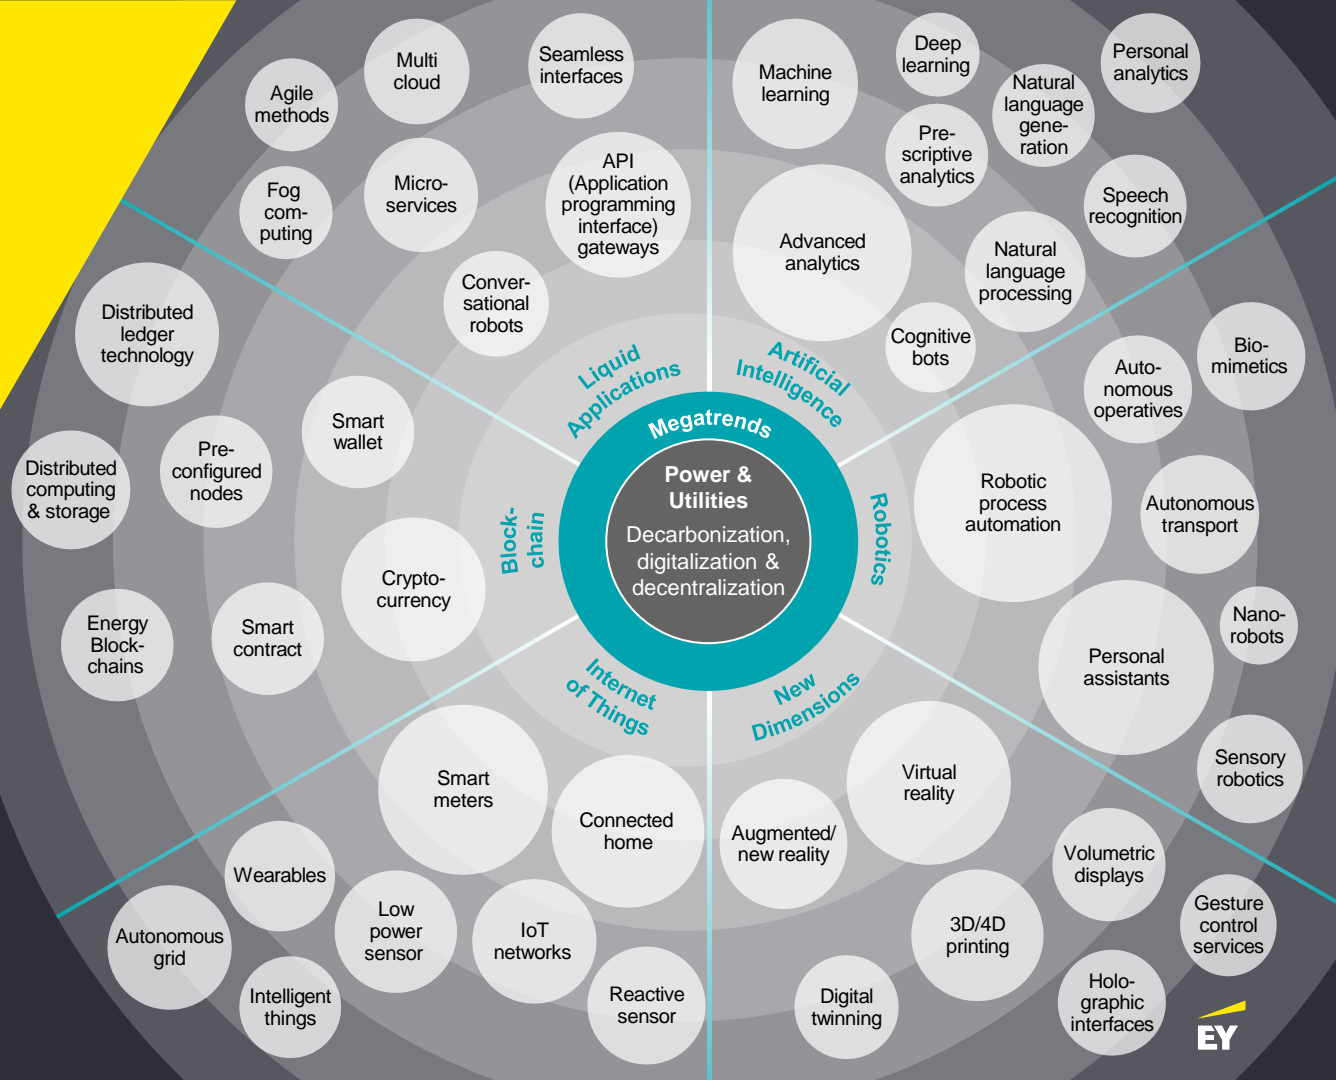 Agile
methods
Multi
cloud
Seamless
interfaces
Fog
com-
puting
Micro-
services
API
(Application
programming
interface)
gateways
Conver-
sational
robots
Liquid
Applications
Machine
learning
Deep
learning
Natural
language
gene-
ration
Personal
analytics
Pre-
scriptive
analytics
Speech
recognition
Advanced
analytics
Natural
language
processing
Cognitive
bots
Artificial
Intelligence
Distributed
ledger
technology
Smart
wallet
Pre-
configured
nodes
Distributed
computing
& storage
Crypto-
currency
Energy
Block-
chains
Smart
contract
Block-
chain
Megatrends
Power &
Utilities
Decarbonization,
digitalization &
decentralization
Robotics
Auto-
nomous
operatives
Bio-
mimetics
Robotic
process
automation
Autonomous
transport
Nano-
robots
Personal
assistants
Sensory
robotics
Internet
of Things
Smart
meters
Connected
home
Wearables
Low
power
sensor
IoT
networks
Autonomous
grid
Intelligent
things
Reactive
sensor
New
Dimensions
Virtual
reality
Augmented/
new reality
Volumetric
displays
3D/4D
printing
Gesture
control
services
Digital
twinning
Holo-
graphic
interfaces
EY